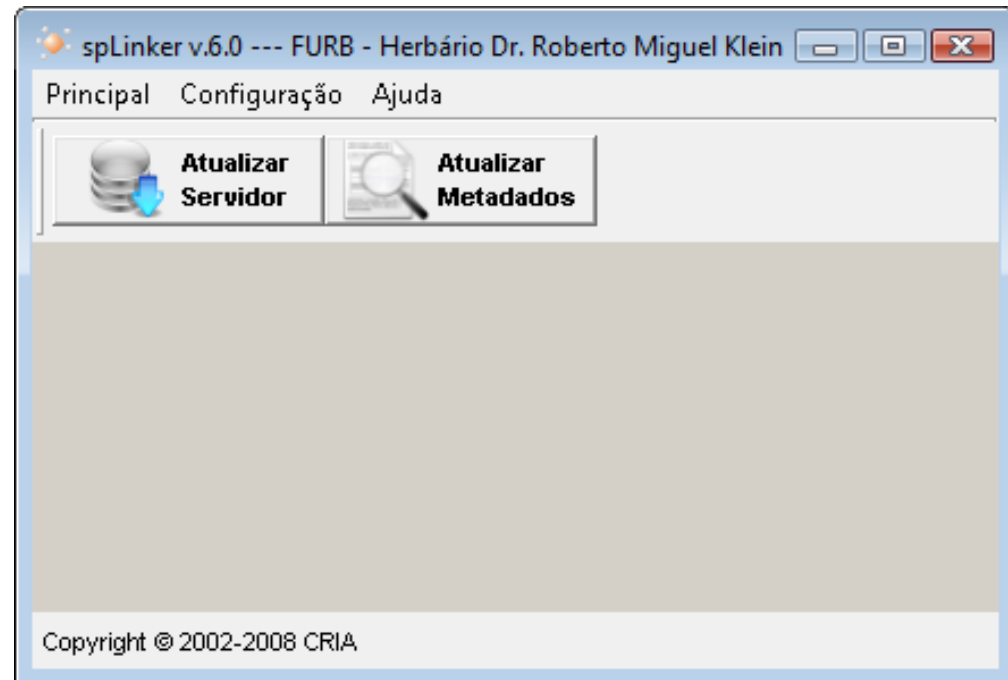 spLinker v.6.0 --- FURB - Herbário Dr. Roberto Miguel Klein
Principal Configuração Ajuda
Atualizar
Servidor
Atualizar
Metadados
Copyright © 2002-2008 CRIA